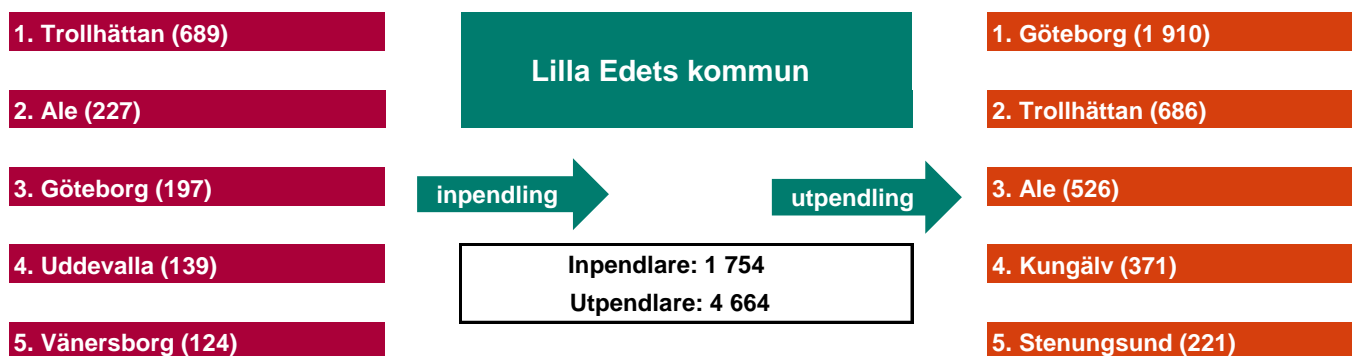 1. Trollhättan (689)
2. Ale (227)
3. Göteborg (197)
4. Uddevalla (139)
5. Vänersborg (124)
Lilla Edets kommun
inpendling
utpendling
Inpendlare: 1 754
Utpendlare: 4 664
1. Göteborg (1 910)
2. Trollhättan (686)
3. Ale (526)
4. Kungälv (371)
5. Stenungsund (221)